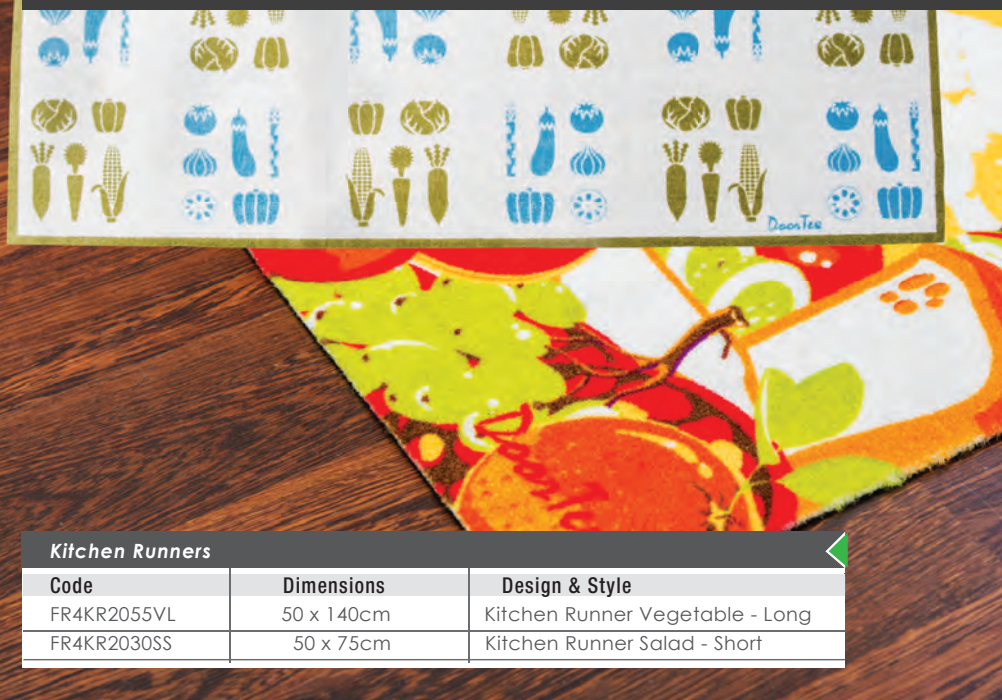 DoorTex
DoorTex
Kitchen Runners
Code Dimensions Design & Style
FR4KR2055VL 50 x 140cm Kitchen Runner Vegetable - Long
FR4KR2030SS 50 x 75cm Kitchen Runner Salad - Short